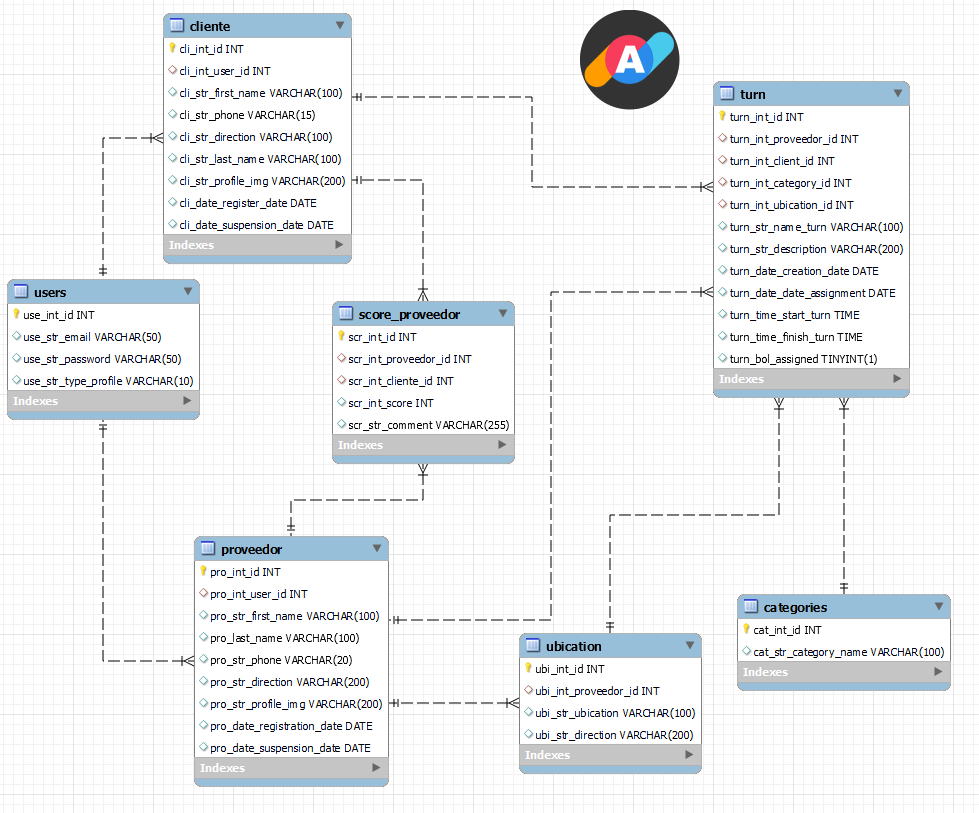 cliente
cli_int_id INT
cli_int_user_id INT
cli_str_first_name VARCHAR(100)
cli_str_phone VARCHAR(15)
cli_str_direction VARCHAR(100)
cli_str_last_name VARCHAR(100)
cli_str_profile_img VARCHAR(200)
cli_date_register_date DATE
cli_date_suspension_date DATE
Indexes
A
turn
turn_int_id INT
turn_int_proveedor_id INT
turn_int_client_id INT
turn_int_category_id INT
turn_int_ubication_id INT
turn_str_name_turn VARCHAR(100)
turn_str_description VARCHAR(200)
turn_date_creation_date DATE
turn_date_date_assignment DATE
turn_time_start_turn TIME
turn_time_finish_turn TIME
turn_bol_assigned TINYINT(1)
Indexes
users
use_int_id INT
use_str_email VARCHAR(50)
use_str_password VARCHAR(50)
use_str_type_profile VARCHAR(10)
Indexes
score_proveedor
scr_int_id INT
scr_int_proveedor_id INT
scr_int_cliente_id INT
scr_int_score INT
scr_str_comment VARCHAR(255)
Indexes
proveedor
pro_int_id INT
pro_int_user_id INT
pro_str_first_name VARCHAR(100)
pro_last_name VARCHAR(100)
pro_str_phone VARCHAR(20)
pro_str_direction VARCHAR(200)
pro_str_profile_img VARCHAR(200)
pro_date_registration_date DATE
pro_date_suspension_date DATE
Indexes
ubication
ubi_int_id INT
ubi_int_proveedor_id INT
ubi_str_ubication VARCHAR(100)
ubi_str_direction VARCHAR(200)
Indexes
categories
cat_int_id INT
cat_str_category_name VARCHAR(100)
Indexes